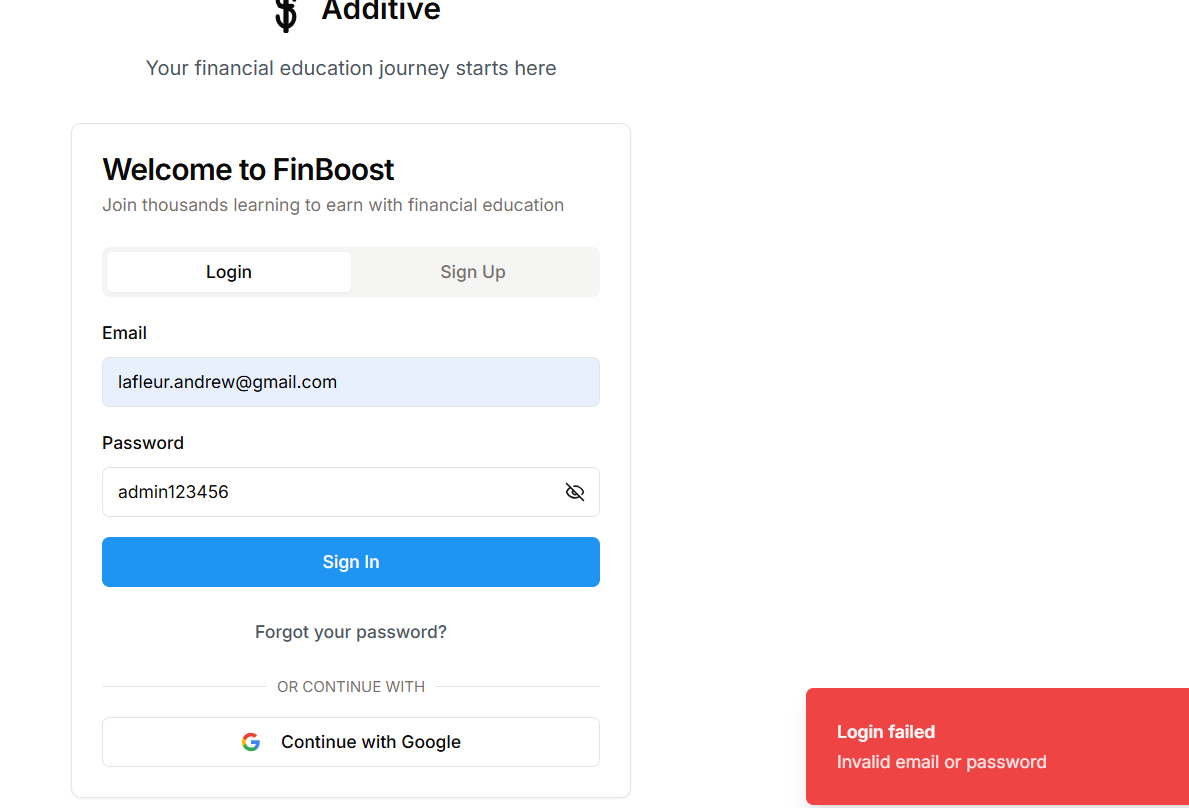 Additive
Your financial education journey starts here
Welcome to FinBoost
Join thousands learning to earn with financial education
Login
Sign Up
Email
lafleur.andrew@gmail.com
Password
admin123456
Sign In
Forgot your password?
OR CONTINUE WITH
Continue with Google
Login failed
Invalid email or password